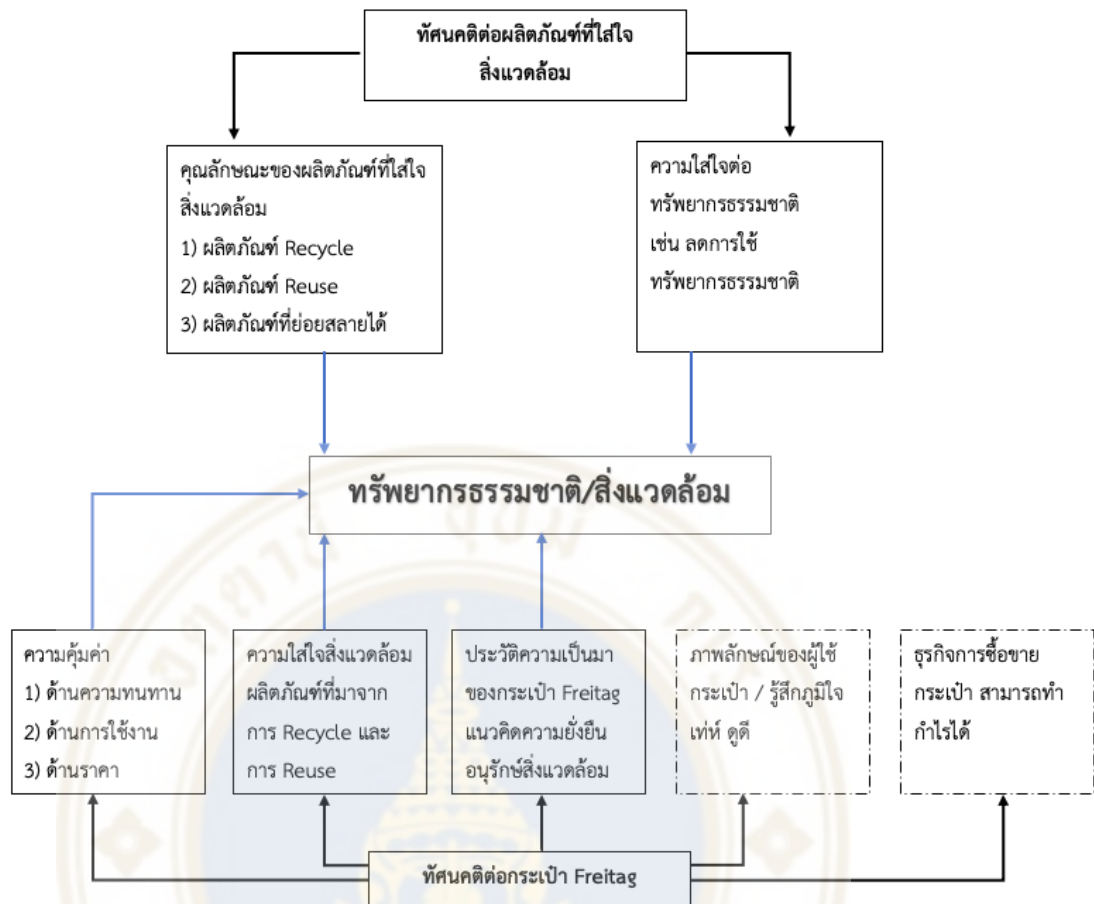 ทัศนคติต่อผลิตภัณฑ์ที่ใส่ใจ
สิ่งแวดล้อม
คุณลักษณะของผลิตภัณฑ์ที่ใส่ใจ
สิ่งแวดล้อม
1) ผลิตภัณฑ์ Recycle
2) ผลิตภัณฑ์ Reuse
3) ผลิตภัณฑ์ที่ย่อยสลายได้
ความใส่ใจต่อ
ทรัพยากรธรรมชาติ
เช่น ลดการใช้
ทรัพยากรธรรมชาติ
ทรัพยากรธรรมชาติ/สิ่งแวดล้อม
ความคุ้มค่า
1) ด้านความทนทาน
2) ด้านการใช้งาน
3) ด้านราคา
ความใส่ใจสิ่งแวดล้อม
ผลิตภัณฑ์ที่มาจาก
การ Recycle และ
การ Reuse
ประวัติความเป็นมา
ของกระเป๋า Freitag
แนวคิดความยั่งยืน
อนุรักษ์สิ่งแวดล้อม
ภาพลักษณ์ของผู้ใช้
กระเป๋า / รู้สึกภูมิใจ
เท่ห์ ดูดี
ธุรกิจการซื้อขาย
กระเป๋า สามารถทำ
กำไรได้
ทัศนคติต่อกระเป๋า Freitag